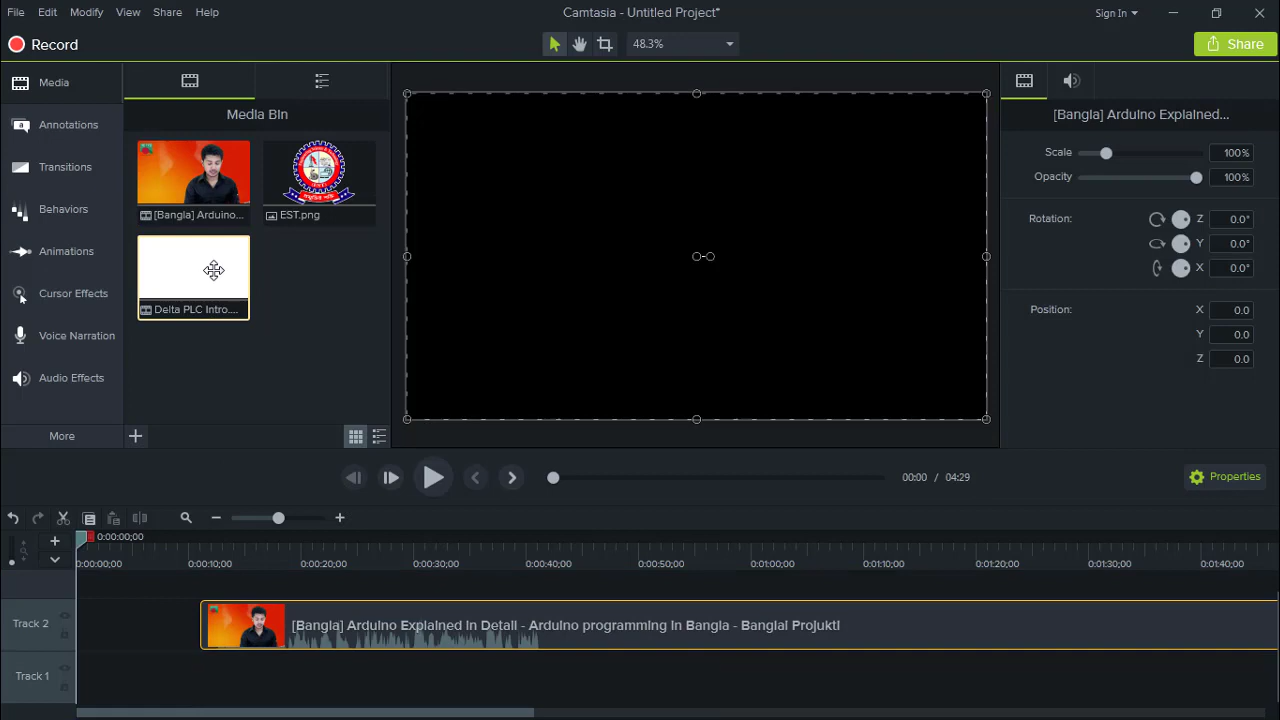 File Edit Modify View Share Help
Camtasia - Untitled Project*
Sign In
Record
48.3%
Share
Media
Annotations
Transitions
Behaviors
Animations
Cursor Effects
Voice Narration
Audio Effects
More
Media Bin
[Bangla] Arduino...
EST.png
Delta PLC Intro....
[Bangla] Arduino Explained...
Scale 100%
Opacity 100%
Rotation: Z 0.0°
Y 0.0°
X 0.0°
Position: X 0.0
Y 0.0
Z 0.0
00:00 / 04:29
Properties
0:00:00;00
0:00:00;00 0:00:10;00 0:00:20;00 0:00:30;00 0:00:40;00 0:00:50;00 0:01:00;00 0:01:10;00 0:01:20;00 0:01:30;00 0:01:40;00
Track 2
[Bangla] Arduino Explained in Detail - Arduino programming in Bangla - Banglai Projukti
Track 1